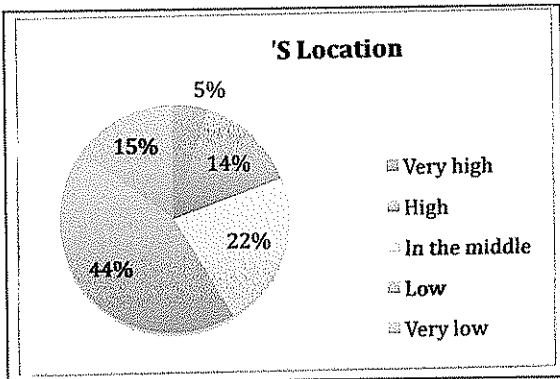 'S Location
5%
15%
14%
22%
44%
Very high
High
In the middle
Low
Very low